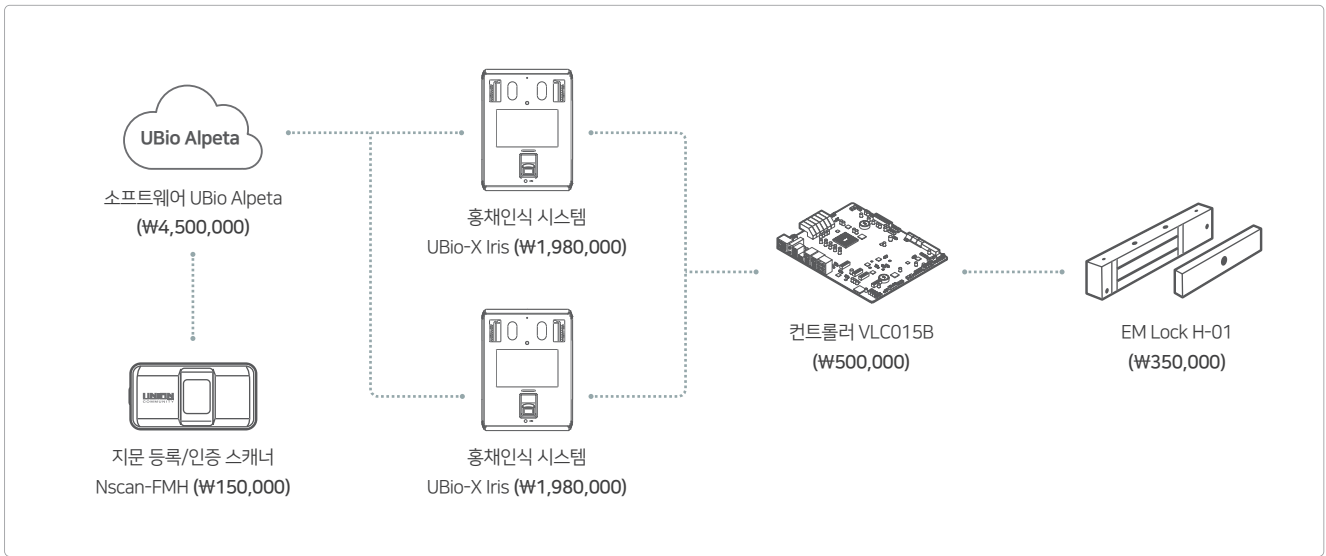 UBio Alpeta
소프트웨어 UBio Alpeta
(₩4,500,000)
지문 등록/인증 스캐너
Nscan-FMH (₩150,000)
홍채인식 시스템
UBio-X Iris (₩1,980,000)
홍채인식 시스템
UBio-X Iris (₩1,980,000)
컨트롤러 VLC015B
(₩500,000)
EM Lock H-01
(₩350,000)
UNION
COMMUNITY